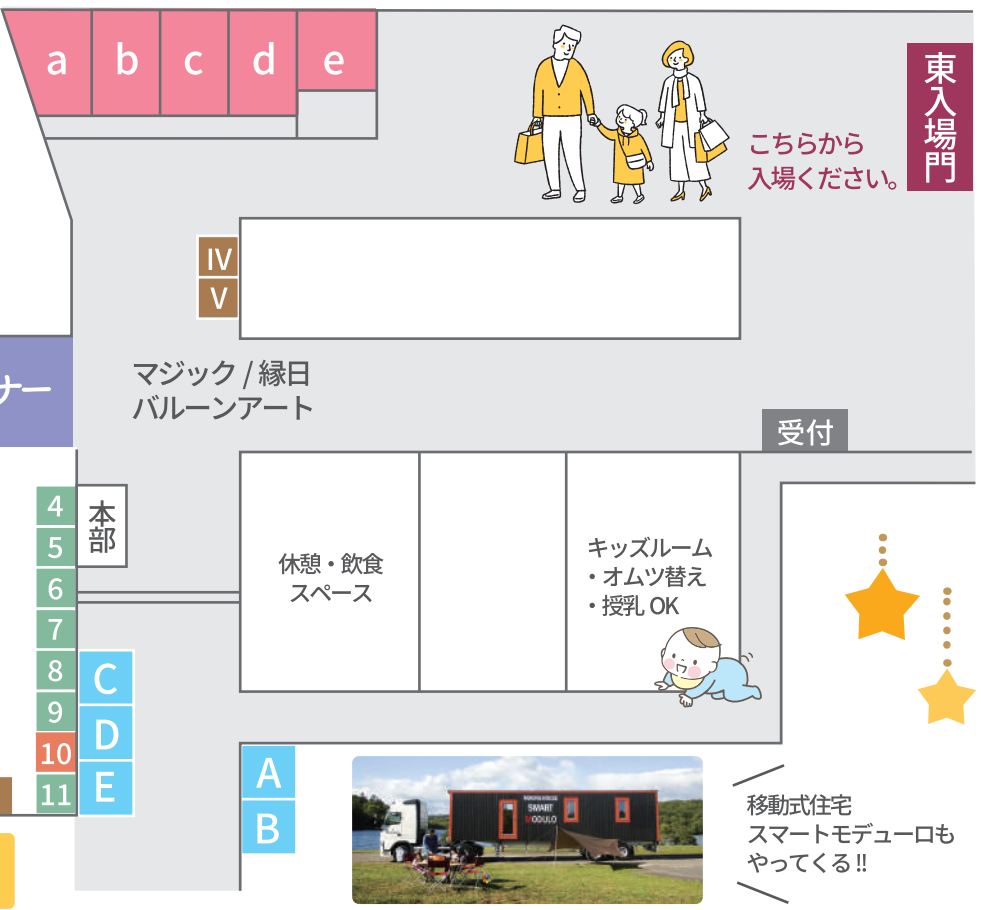 a
b
c
d
e
東入場門
こちらから
入場ください。
IV
V
ナー
マジック / 縁日
バルーンアート
受付
4
5
6
7
8
9
10
11
本部
休憩・飲食
スペース
キッズルーム
・オムツ替え
・授乳 OK
C
D
E
A
B
SMART
MODULO
移動式住宅
スマートモデューロも
やってくる !!